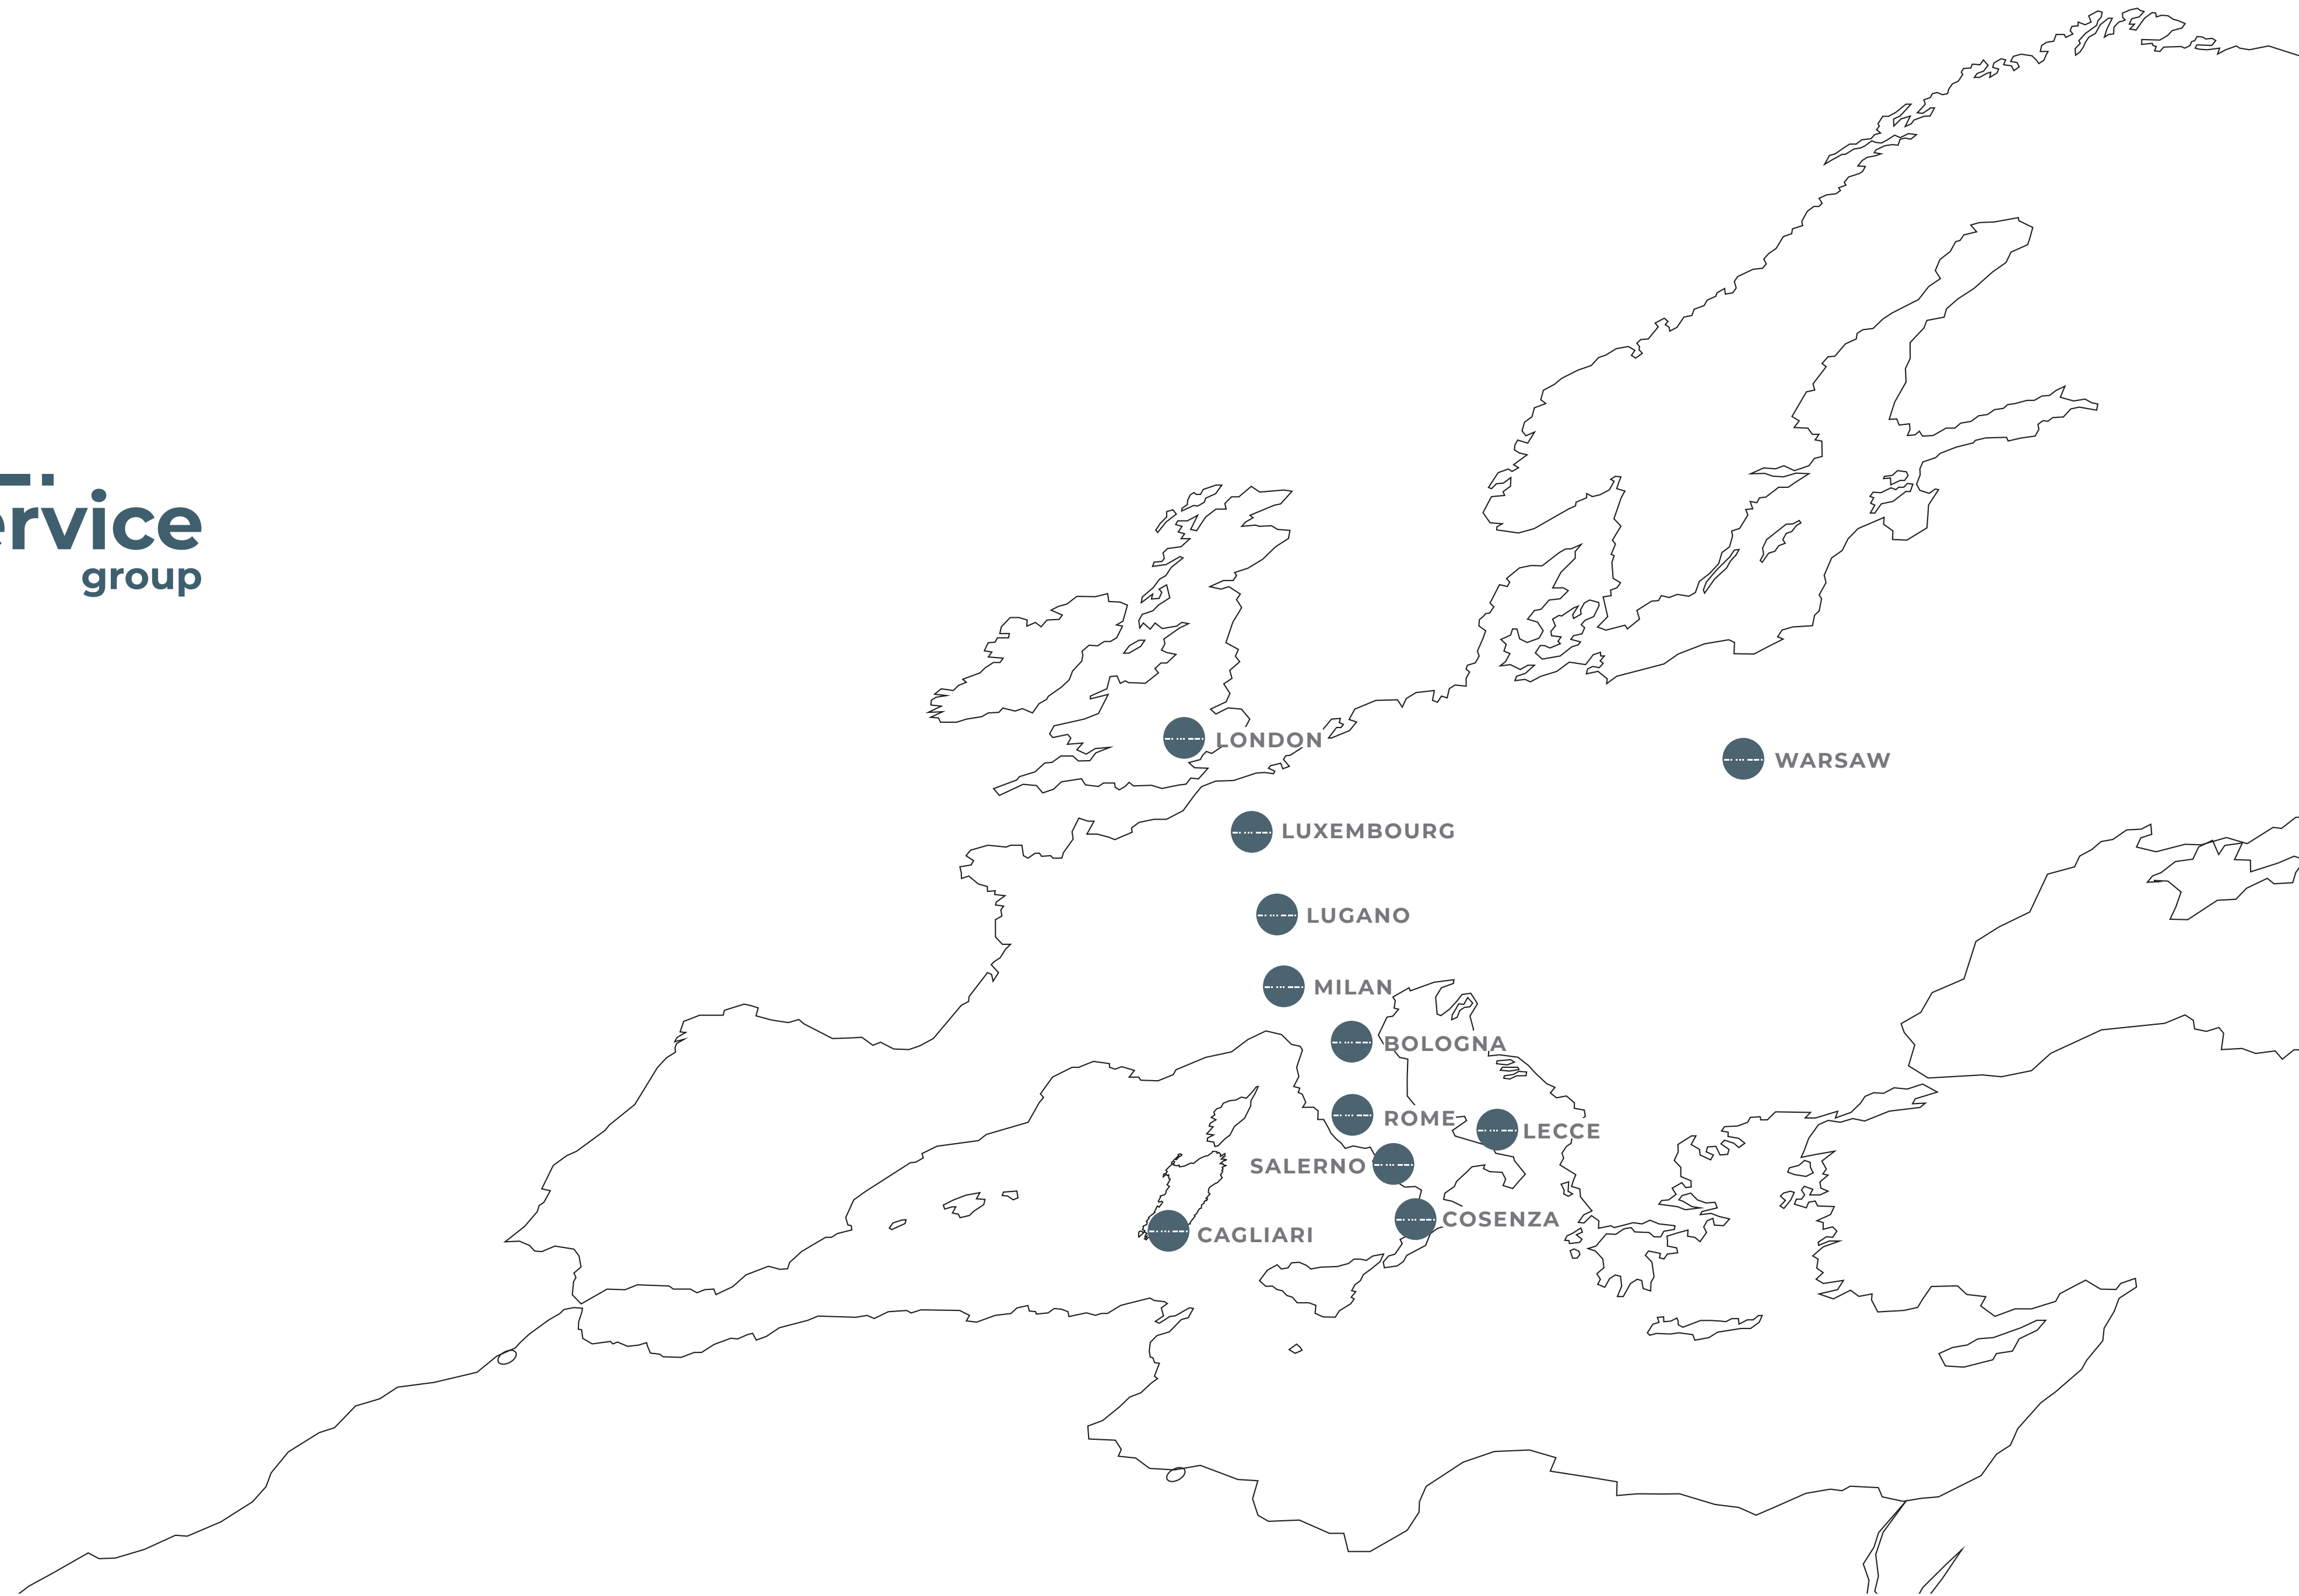 ervice
group
LONDON
WARSAW
LUXEMBOURG
LUGANO
MILAN
BOLOGNA
ROME
LECCE
SALERNO
COSENZA
CAGLIARI